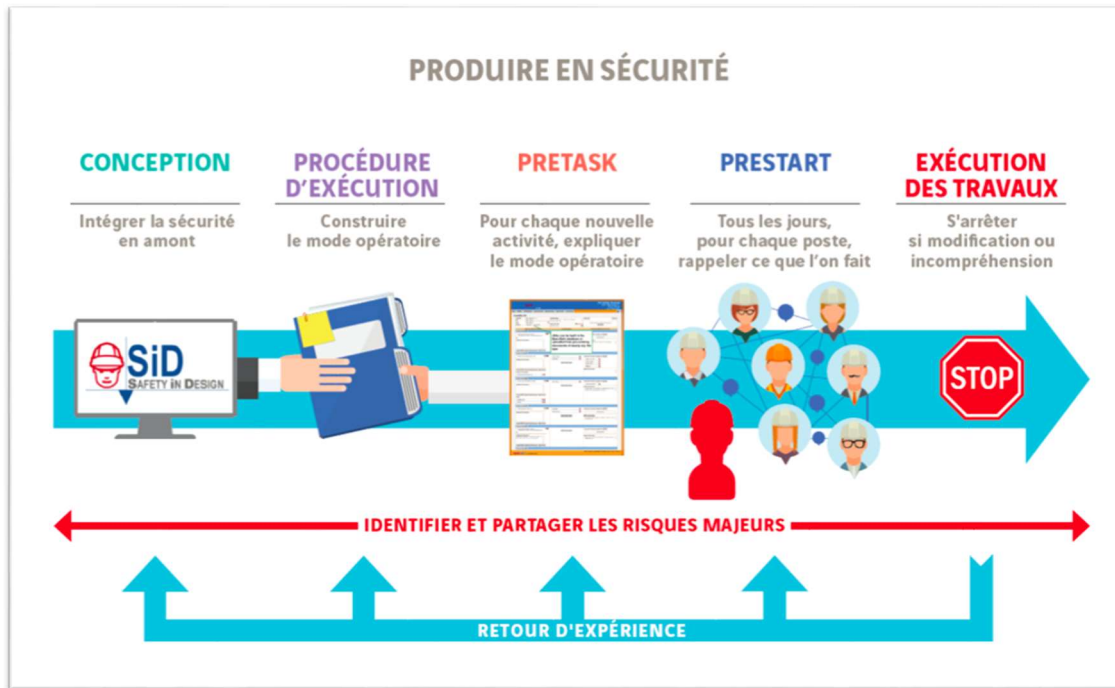 PRODUIRE EN SÉCURITÉ
CONCEPTION
Intégrer la sécurité
en amont
PROCÉDURE
D'EXÉCUTION
Construire
le mode opératoire
PRETASK
Pour chaque nouvelle
activité, expliquer
le mode opératoire
PRESTART
Tous les jours,
pour chaque poste,
rappeler ce que l'on fait
EXÉCUTION
DES TRAVAUX
S'arrêter
si modification ou
incompréhension
SiD
SAFETY IN DESIGN
STOP
IDENTIFIER ET PARTAGER LES RISQUES MAJEURS
RETOUR D'EXPÉRIENCE